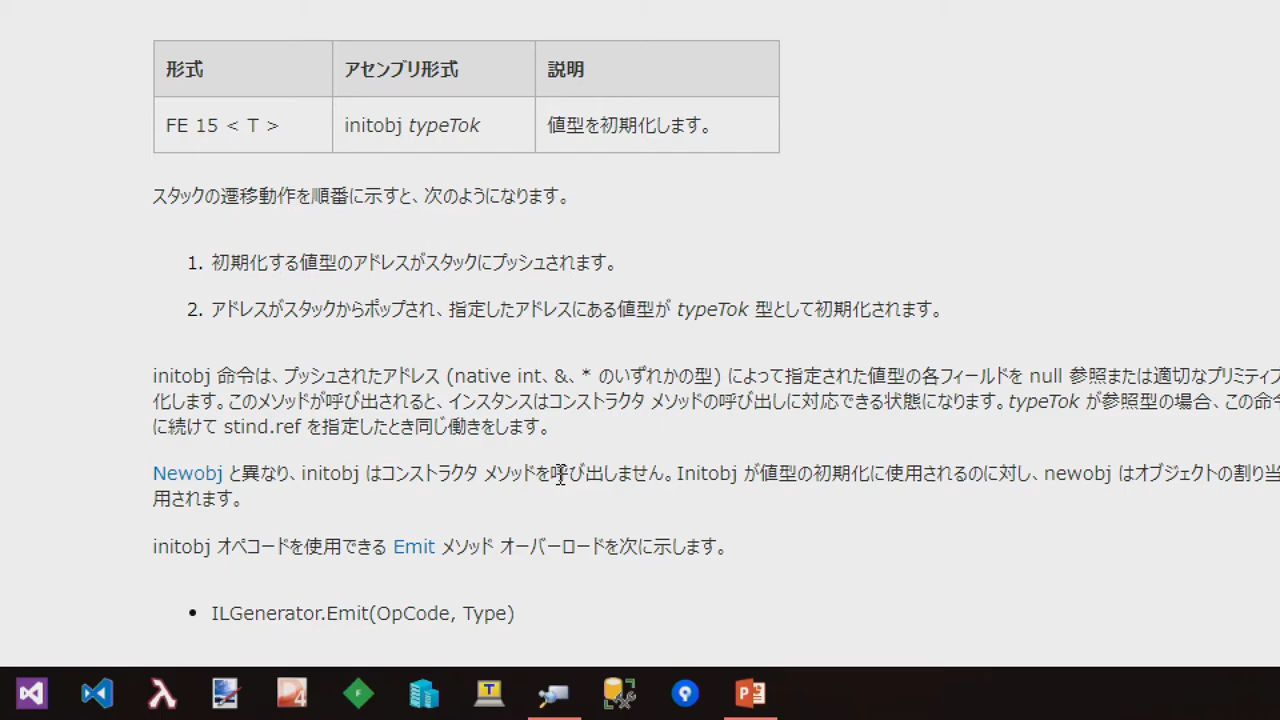 形式 アセンブリ形式 説明
FE 15 < T > initobj typeTok 値型を初期化します。
スタックの遷移動作を順番に示すと、次のようになります。
1. 初期化する値型のアドレスがスタックにプッシュされます。
2. アドレスがスタックからポップされ、指定したアドレスにある値型が typeTok 型として初期化されます。
initobj 命令は、プッシュされたアドレス (native int、&、* のいずれかの型) によって指定された値型の各フィールドを null 参照または適切なプリミティブ
化します。このメソッドが呼び出されると、インスタンスはコンストラクタ メソッドの呼び出しに対応できる状態になります。typeTok が参照型の場合、この命令
に続けて stind.ref を指定したとき同じ働きをします。
Newobj と異なり、initobj はコンストラクタ メソッドを呼び出しません。Initobj が値型の初期化に使用されるのに対し、newobj はオブジェクトの割り当
用されます。
initobj オペコードを使用できる Emit メソッド オーバーロードを次に示します。
• ILGenerator.Emit(OpCode, Type)
λ P4 F T P